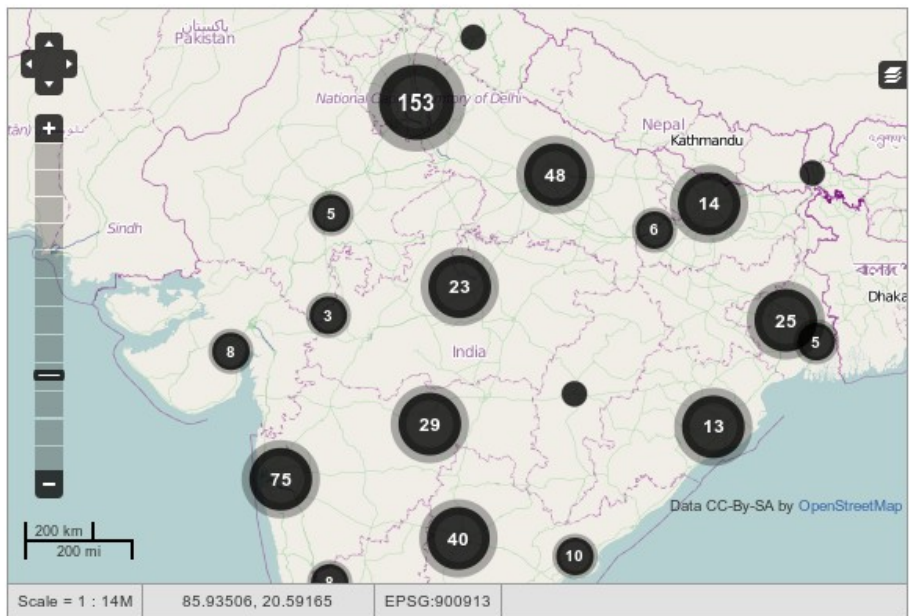 پاکستان
Pakistan
153
National Capital Territory of Delhi
Nepal
Kathmandu
48
14
5
6
Sindh
23
Dhaka
25
3
5
8
India
29
13
75
Data CC-By-SA by OpenStreetMap
40
10
200 km
200 mi
Scale = 1 : 14M
85.93506, 20.59165
EPSG:900913